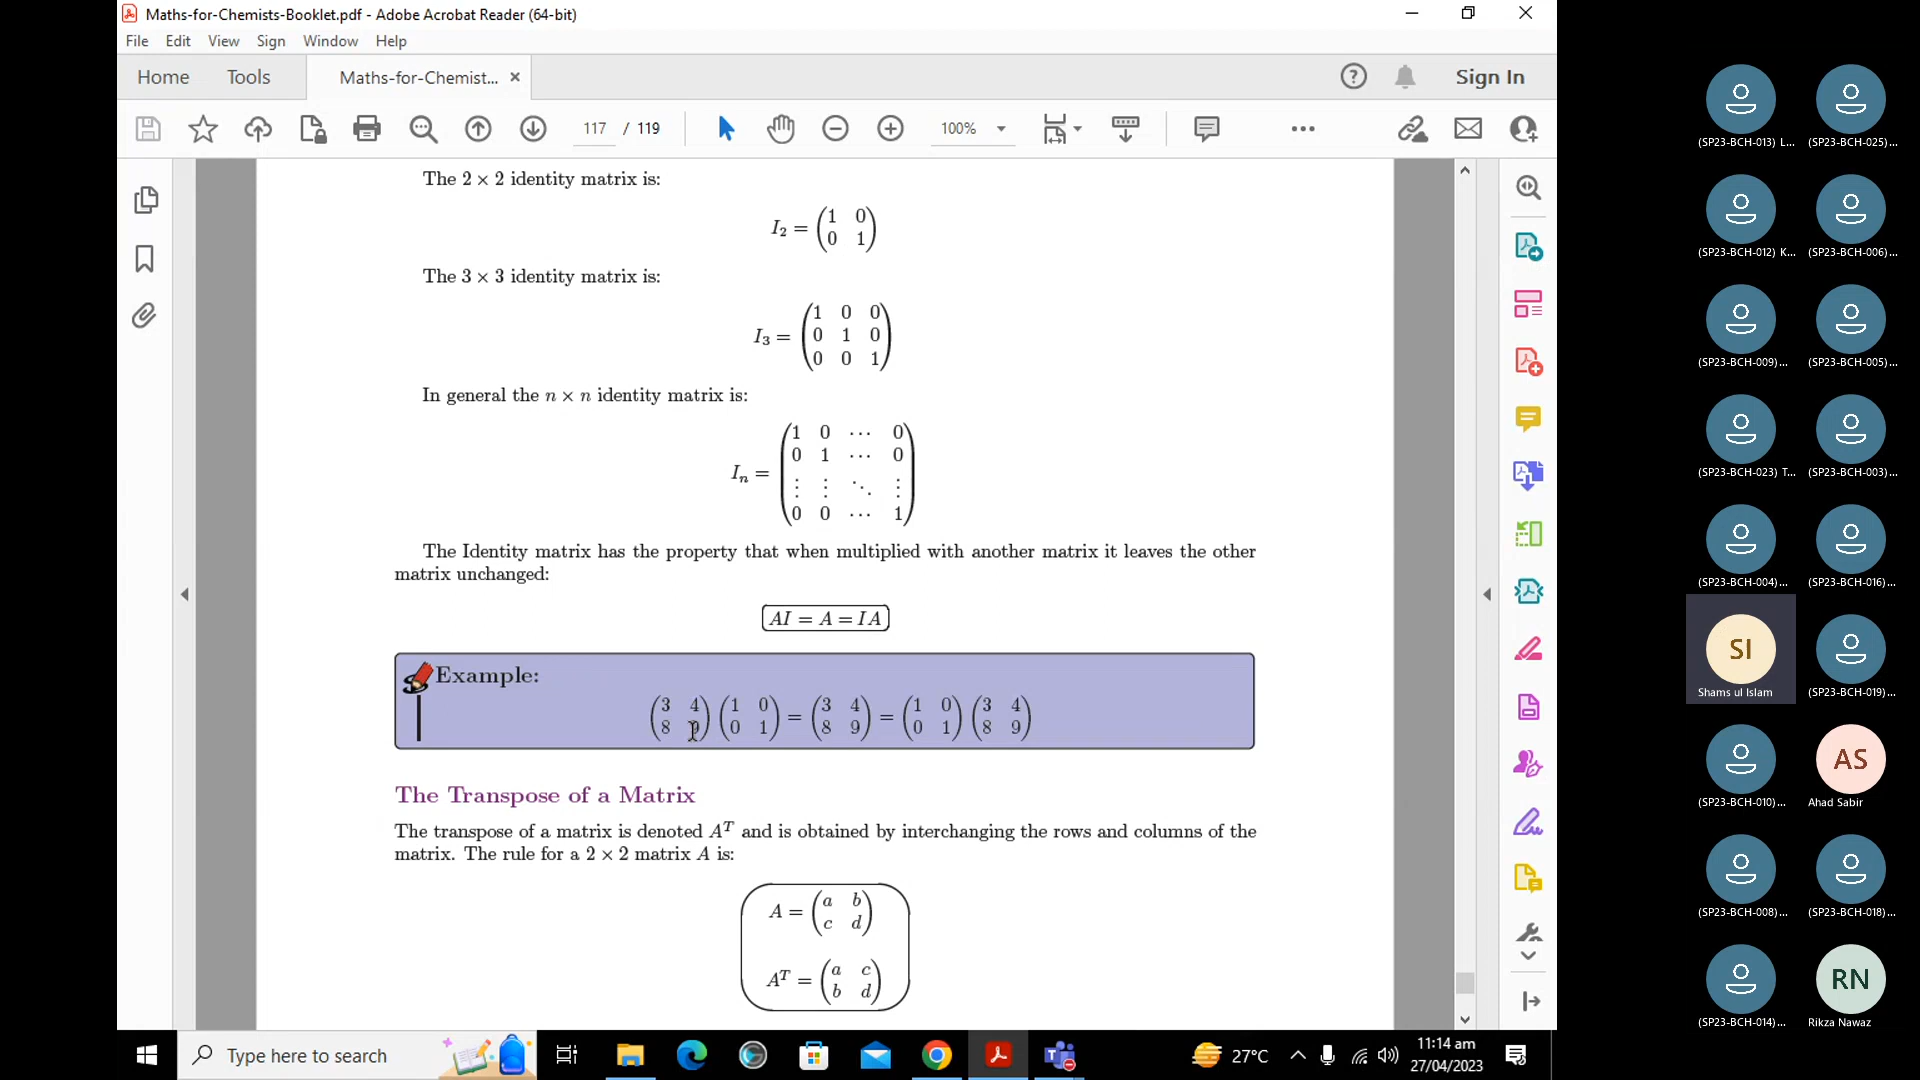 Maths-for-Chemists-Booklet.pdf - Adobe Acrobat Reader (64-bit)
File Edit View Sign Window Help
Home Tools Maths-for-Chemist... × Sign In
117 / 119 100%
The 2 × 2 identity matrix is:
I₂ = (1 0
0 1)
The 3 × 3 identity matrix is:
I₃ = (1 0 0
0 1 0
0 0 1)
In general the n × n identity matrix is:
Iₙ = (1 0 ⋯ 0
0 1 ⋯ 0
⋮ ⋮ ⋱ ⋮
0 0 ⋯ 1)
The Identity matrix has the property that when multiplied with another matrix it leaves the other
matrix unchanged:
AI = A = IA
Example:
(3 4) (1 0) = (3 4) = (1 0) (3 4)
(8 9) (0 1) = (8 9) = (0 1) (8 9)
The Transpose of a Matrix
The transpose of a matrix is denoted Aᵀ and is obtained by interchanging the rows and columns of the
matrix. The rule for a 2 × 2 matrix A is:
A = (a b
c d)
Aᵀ = (a c
b d)
(SP23-BCH-013) L... (SP23-BCH-025)...
(SP23-BCH-012) K... (SP23-BCH-006)...
(SP23-BCH-009)... (SP23-BCH-005)...
(SP23-BCH-023) T... (SP23-BCH-003)...
(SP23-BCH-004)... (SP23-BCH-016)...
SI
Shams ul Islam (SP23-BCH-019)...
AS
(SP23-BCH-010)... Ahad Sabir
(SP23-BCH-008)... (SP23-BCH-018)...
RN
(SP23-BCH-014)... Rikza Nawaz
Type here to search
27°C
11:14 am
27/04/2023